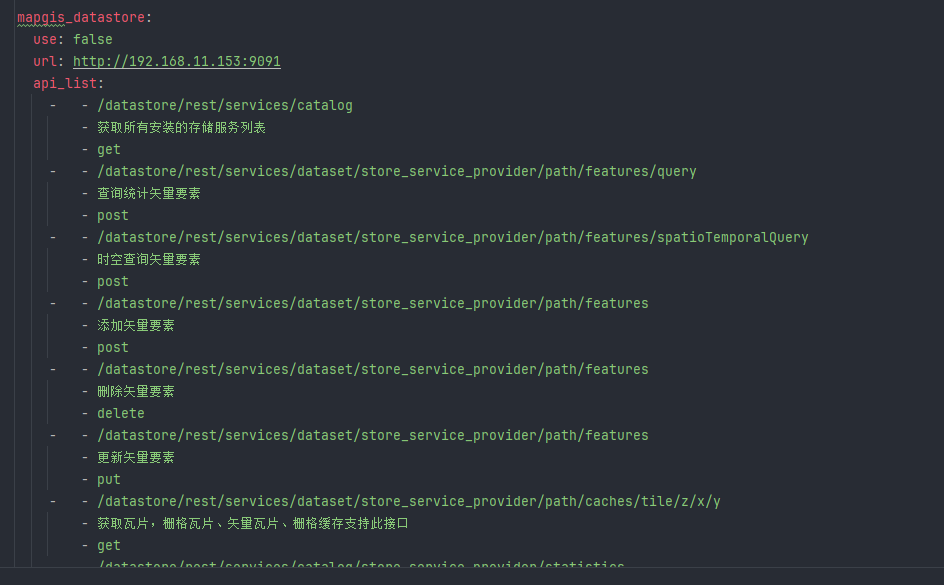 mapgis_datastore:
use: false
url: http://192.168.11.153:9091
api_list:
- - /datastore/rest/services/catalog
- 获取所有安装的存储服务列表
- get
- - /datastore/rest/services/dataset/store_service_provider/path/features/query
- 查询统计矢量要素
- post
- - /datastore/rest/services/dataset/store_service_provider/path/features/spatioTemporalQuery
- 时空查询矢量要素
- post
- - /datastore/rest/services/dataset/store_service_provider/path/features
- 添加矢量要素
- post
- - /datastore/rest/services/dataset/store_service_provider/path/features
- 删除矢量要素
- delete
- - /datastore/rest/services/dataset/store_service_provider/path/features
- 更新矢量要素
- put
- - /datastore/rest/services/dataset/store_service_provider/path/caches/tile/z/x/y
- 获取瓦片，栅格瓦片、矢量瓦片、栅格缓存支持此接口
- get
- - /datastore/rest/services/catalog/store_service_provider/statistics